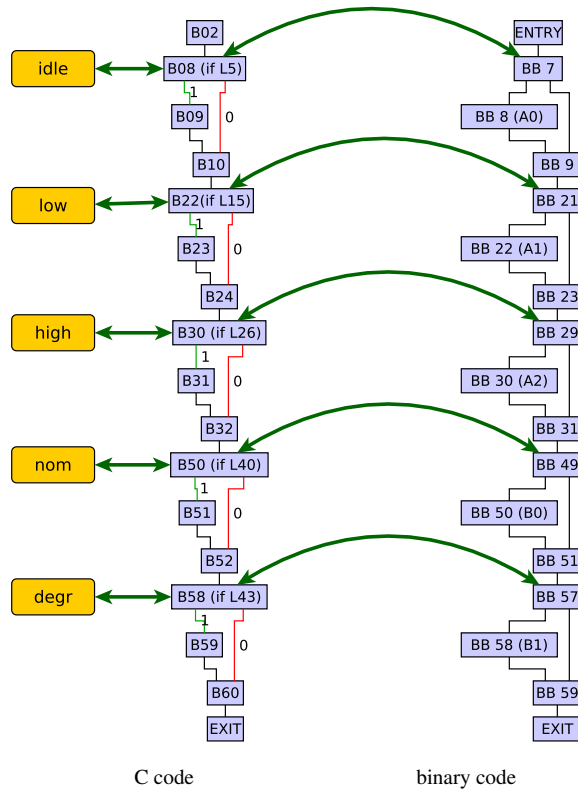 B02
ENTRY
idle
B08 (if L5)
BB 7
1
B09
0
BB 8 (A0)
B10
BB 9
low
B22(if L15)
BB 21
1
B23
0
BB 22 (A1)
B24
BB 23
high
B30 (if L26)
BB 29
1
B31
0
BB 30 (A2)
B32
BB 31
nom
B50 (if L40)
BB 49
1
B51
0
BB 50 (B0)
B52
BB 51
degr
B58 (if L43)
BB 57
1
B59
0
BB 58 (B1)
B60
BB 59
EXIT
EXIT
C code
binary code